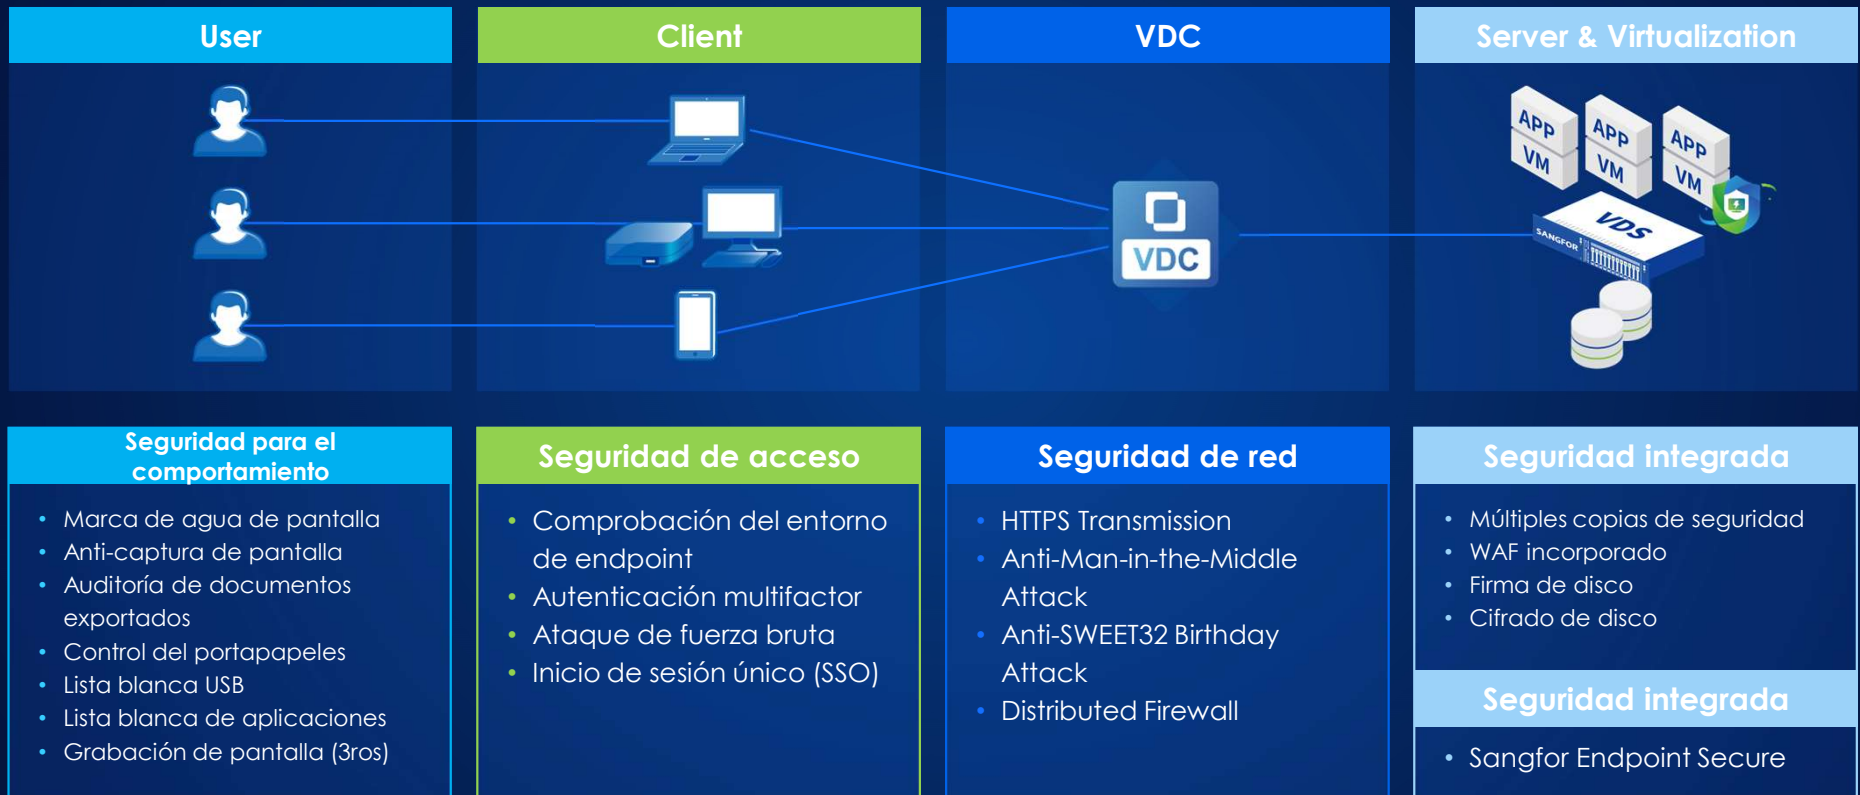 User
Client
VDC
Server & Virtualization
APP
VM
APP
VM
APP
VM
VDS
SANGFOR
VDC
Seguridad para el
comportamiento
• Marca de agua de pantalla
• Anti-captura de pantalla
• Auditoría de documentos
exportados
• Control del portapapeles
• Lista blanca USB
• Lista blanca de aplicaciones
• Grabación de pantalla (3ros)
Seguridad de acceso
• Comprobación del entorno
de endpoint
• Autenticación multifactor
• Ataque de fuerza bruta
• Inicio de sesión único (SSO)
Seguridad de red
• HTTPS Transmission
• Anti-Man-in-the-Middle
Attack
• Anti-SWEET32 Birthday
Attack
• Distributed Firewall
Seguridad integrada
• Múltiples copias de seguridad
• WAF incorporado
• Firma de disco
• Cifrado de disco
Seguridad integrada
• Sangfor Endpoint Secure